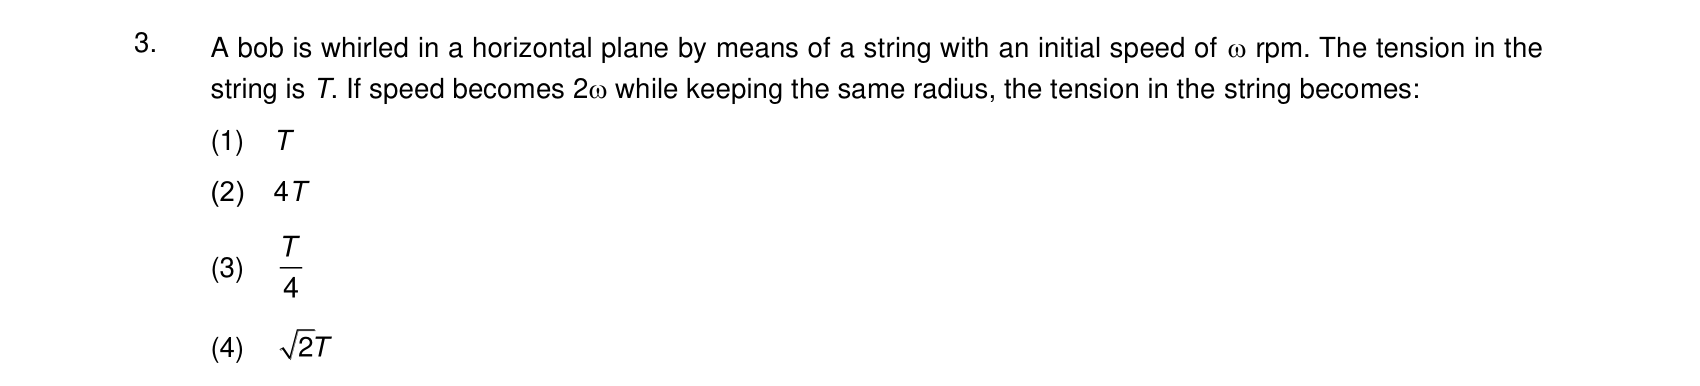 3. A bob is whirled in a horizontal plane by means of a string with an initial speed of ω rpm. The tension in the
string is T. If speed becomes 2ω while keeping the same radius, the tension in the string becomes:
(1) T
(2) 4T
(3) T/4
(4) √2T